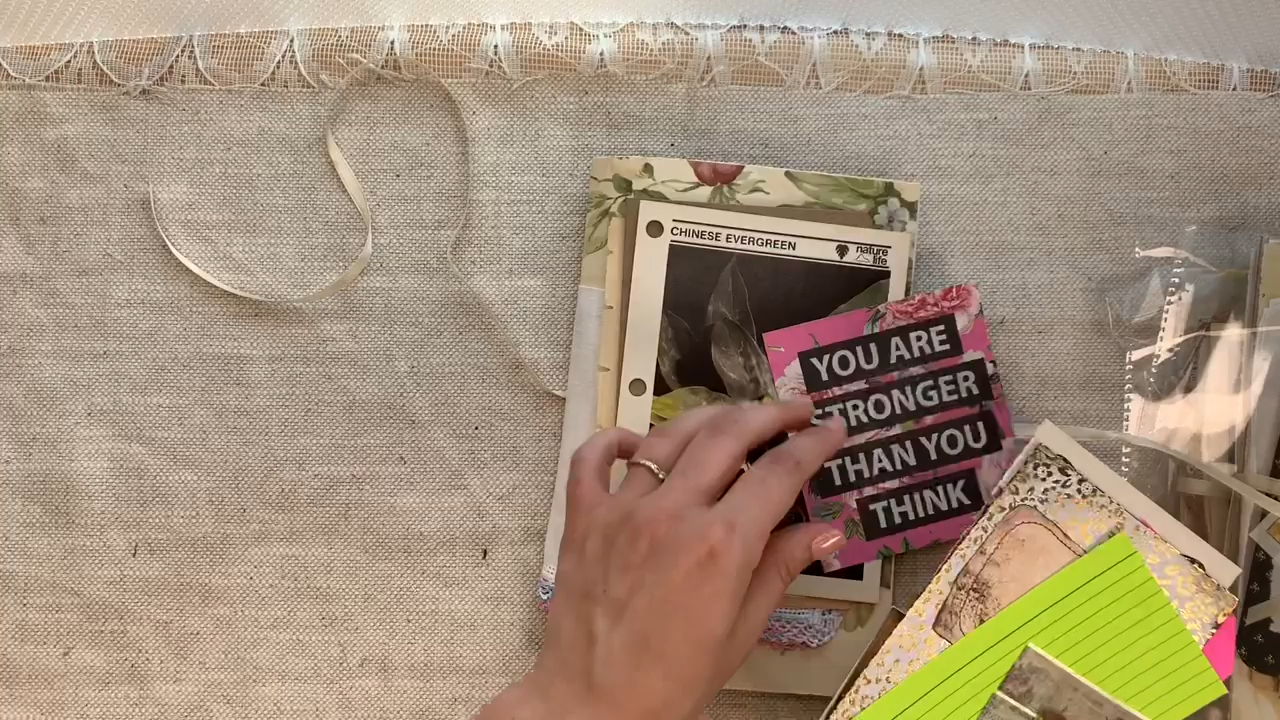 CHINESE EVERGREEN
nature
life
YOU ARE
STRONGER
THAN YOU
THINK